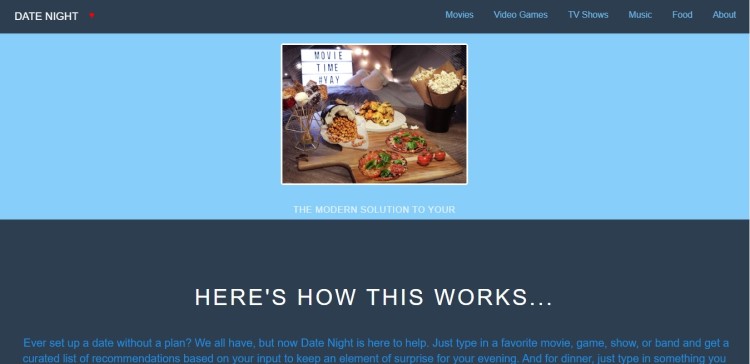 DATE NIGHT
Movies Video Games TV Shows Music Food About
MOVIE
TIME
#YAY
THE MODERN SOLUTION TO YOUR
HERE'S HOW THIS WORKS...
Ever set up a date without a plan? We all have, but now Date Night is here to help. Just type in a favorite movie, game, show, or band and get a
curated list of recommendations based on your input to keep an element of surprise for your evening. And for dinner, just type in something you